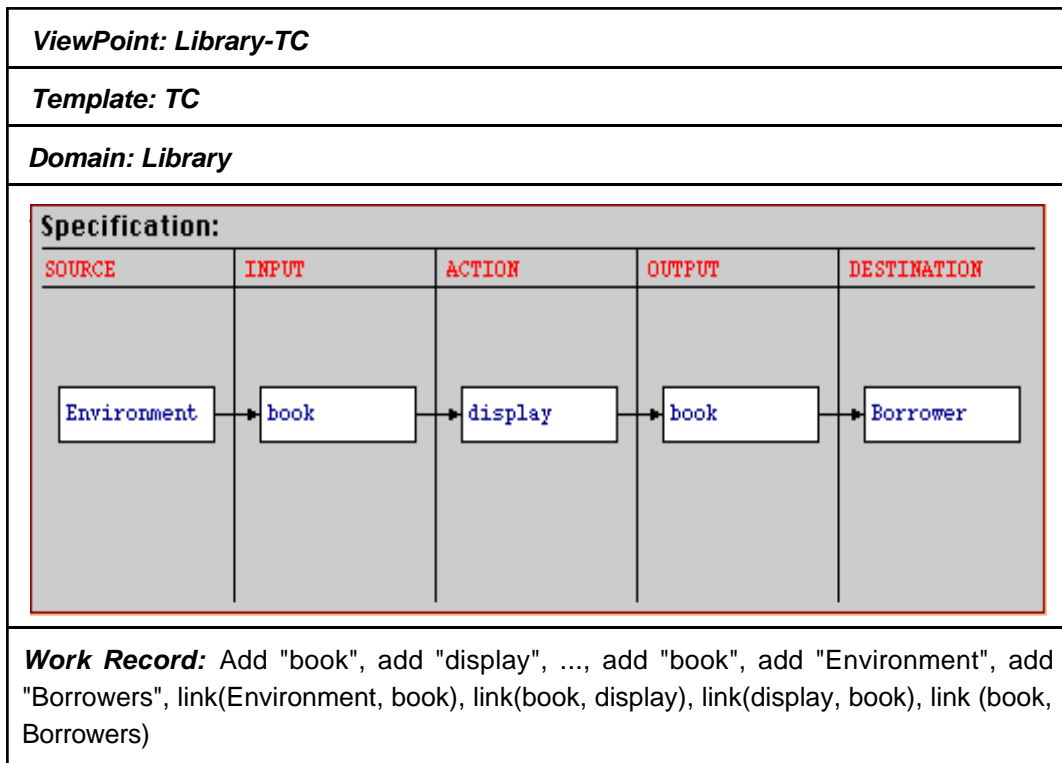 ViewPoint: Library-TC
Template: TC
Domain: Library
Specification:
SOURCE INPUT ACTION OUTPUT DESTINATION
Environment book display book Borrower
Work Record: Add "book", add "display", ..., add "book", add "Environment", add
"Borrowers", link(Environment, book), link(book, display), link(display, book), link (book,
Borrowers)